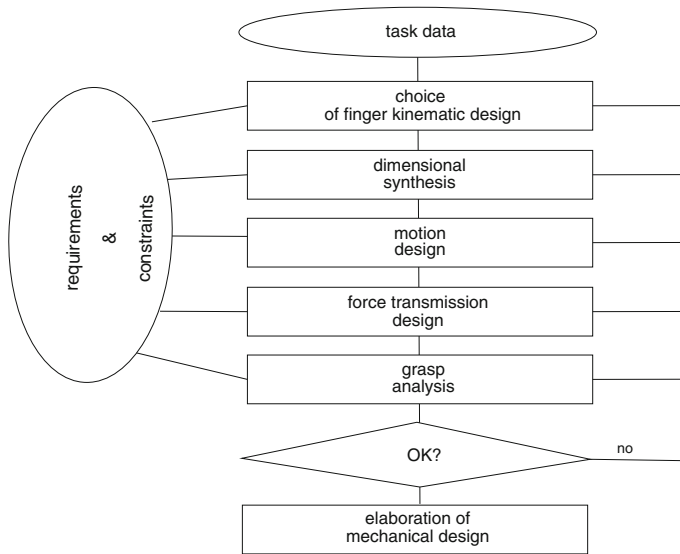 task data
choice
of finger kinematic design
dimensional
synthesis
motion
design
force transmission
design
grasp
analysis
OK?
no
elaboration of
mechanical design
requirements
&
constraints